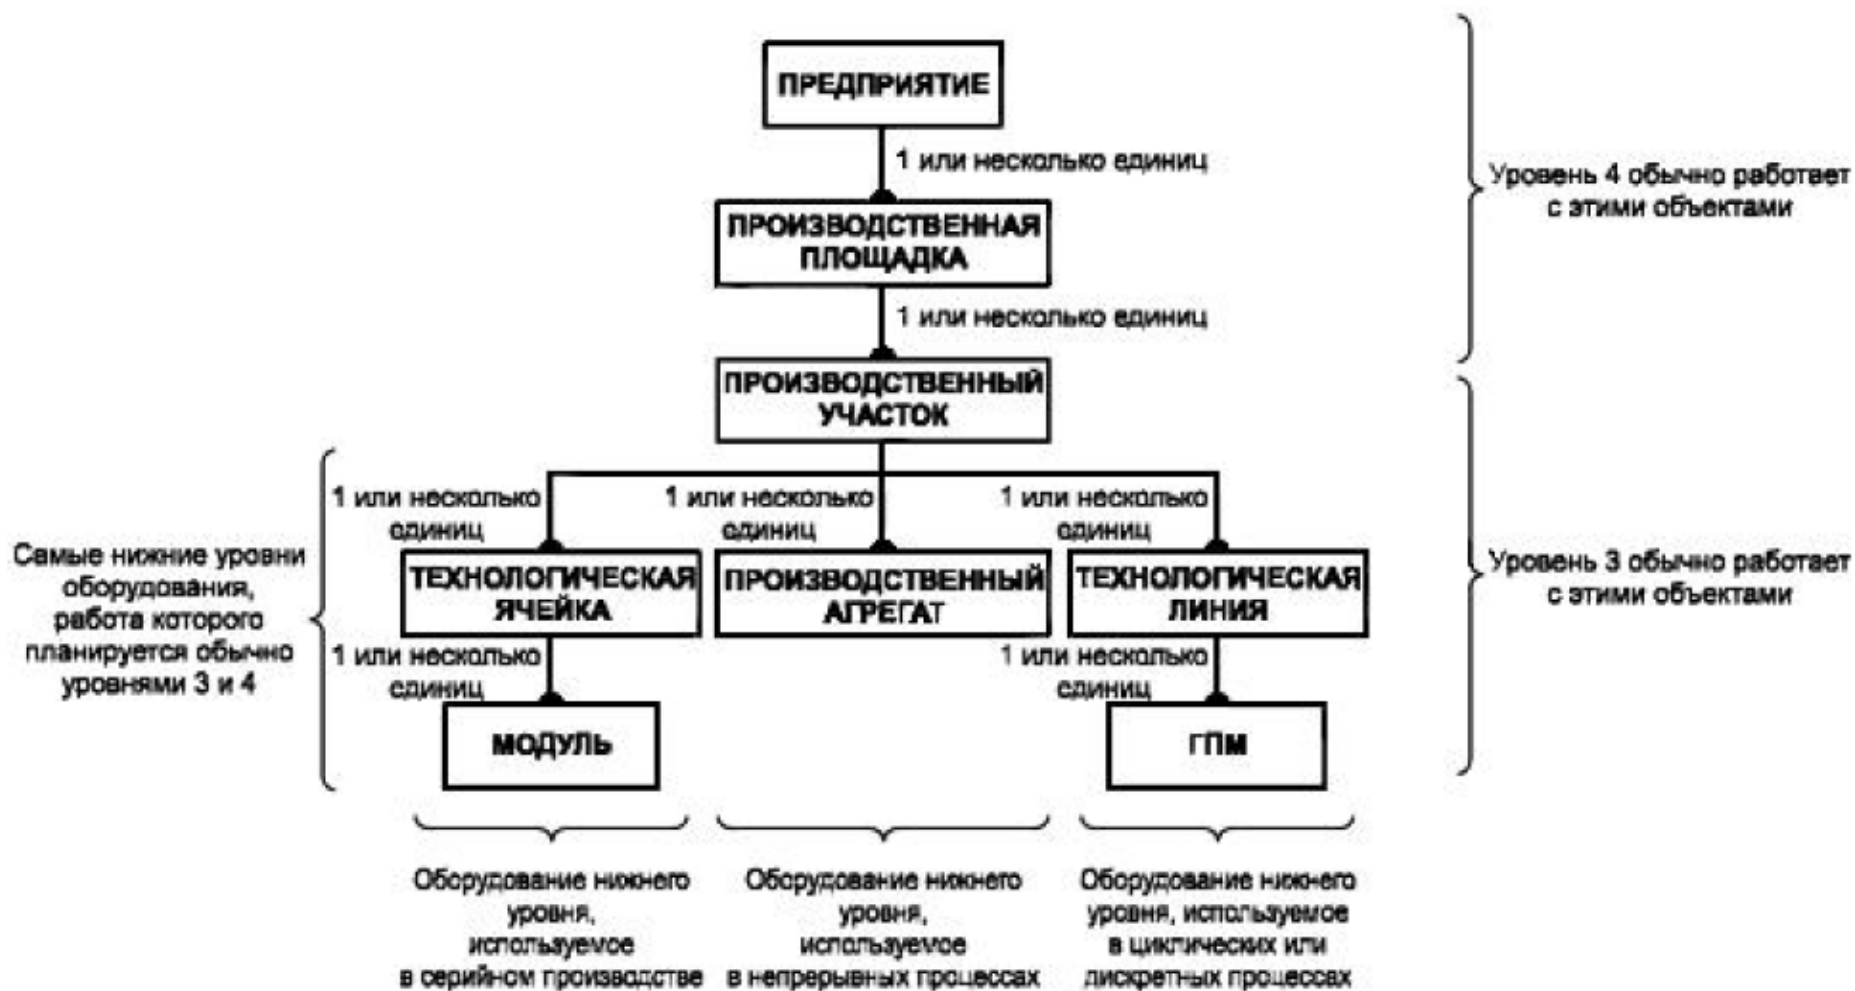 ПРЕДПРИЯТИЕ
1 или несколько единиц
Уровень 4 обычно работает
с этими объектами
ПРОИЗВОДСТВЕННАЯ
ПЛОЩАДКА
1 или несколько единиц
ПРОИЗВОДСТВЕННЫЙ
УЧАСТОК
1 или несколько
единиц
1 или несколько
единиц
1 или несколько
единиц
Самые нижние уровни
оборудования,
работа которого
планируется обычно
уровнями 3 и 4
ТЕХНОЛОГИЧЕСКАЯ
ЯЧЕЙКА
ПРОИЗВОДСТВЕННЫЙ
АГРЕГАТ
ТЕХНОЛОГИЧЕСКАЯ
ЛИНИЯ
Уровень 3 обычно работает
с этими объектами
1 или несколько
единиц
1 или несколько
единиц
МОДУЛЬ
ГПМ
Оборудование нижнего
уровня,
используемое
в серийном производстве
Оборудование нижнего
уровня,
используемое
в непрерывных процессах
Оборудование нижнего
уровня, используемое
в циклических или
дискретных процессах